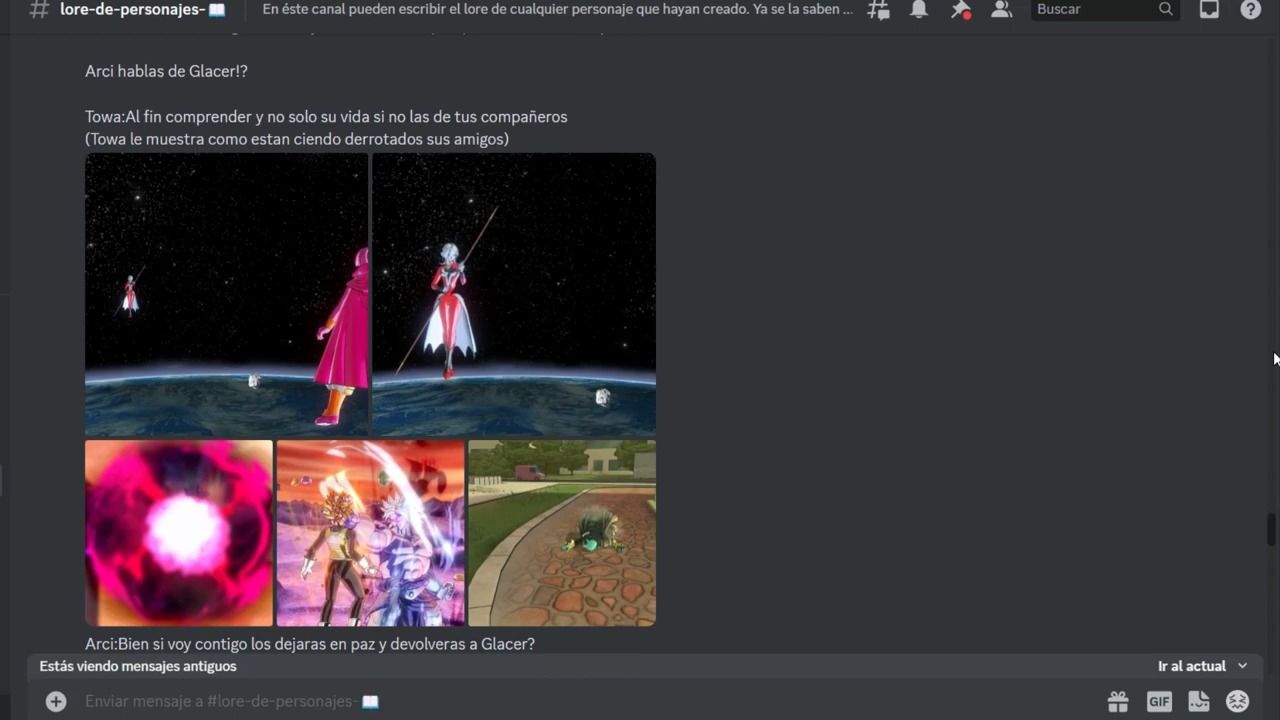 # lore-de-personajes-📖
En éste canal pueden escribir el lore de cualquier personaje que hayan creado. Ya se la saben ...
Buscar
Arci hablas de Glacer!?
Towa:Al fin comprender y no solo su vida si no las de tus compañeros
(Towa le muestra como estan ciendo derrotados sus amigos)
Arci:Bien si voy contigo los dejaras en paz y devolveras a Glacer?
Estás viendo mensajes antiguos
Ir al actual
Enviar mensaje a #lore-de-personajes-📖
GIF